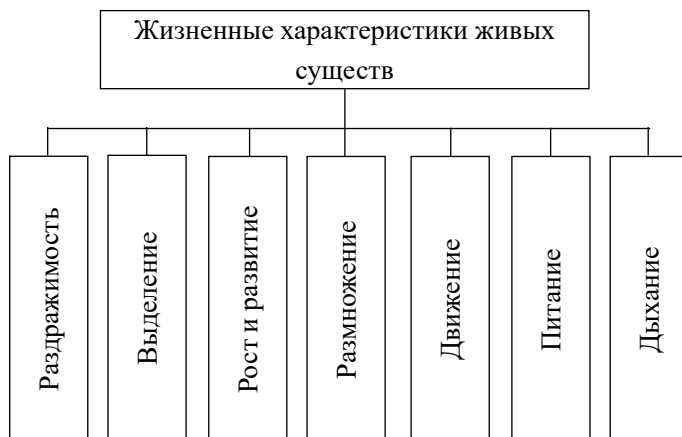 Жизненные характеристики живых
существ
Раздражимость
Выделение
Рост и развитие
Размножение
Движение
Питание
Дыхание